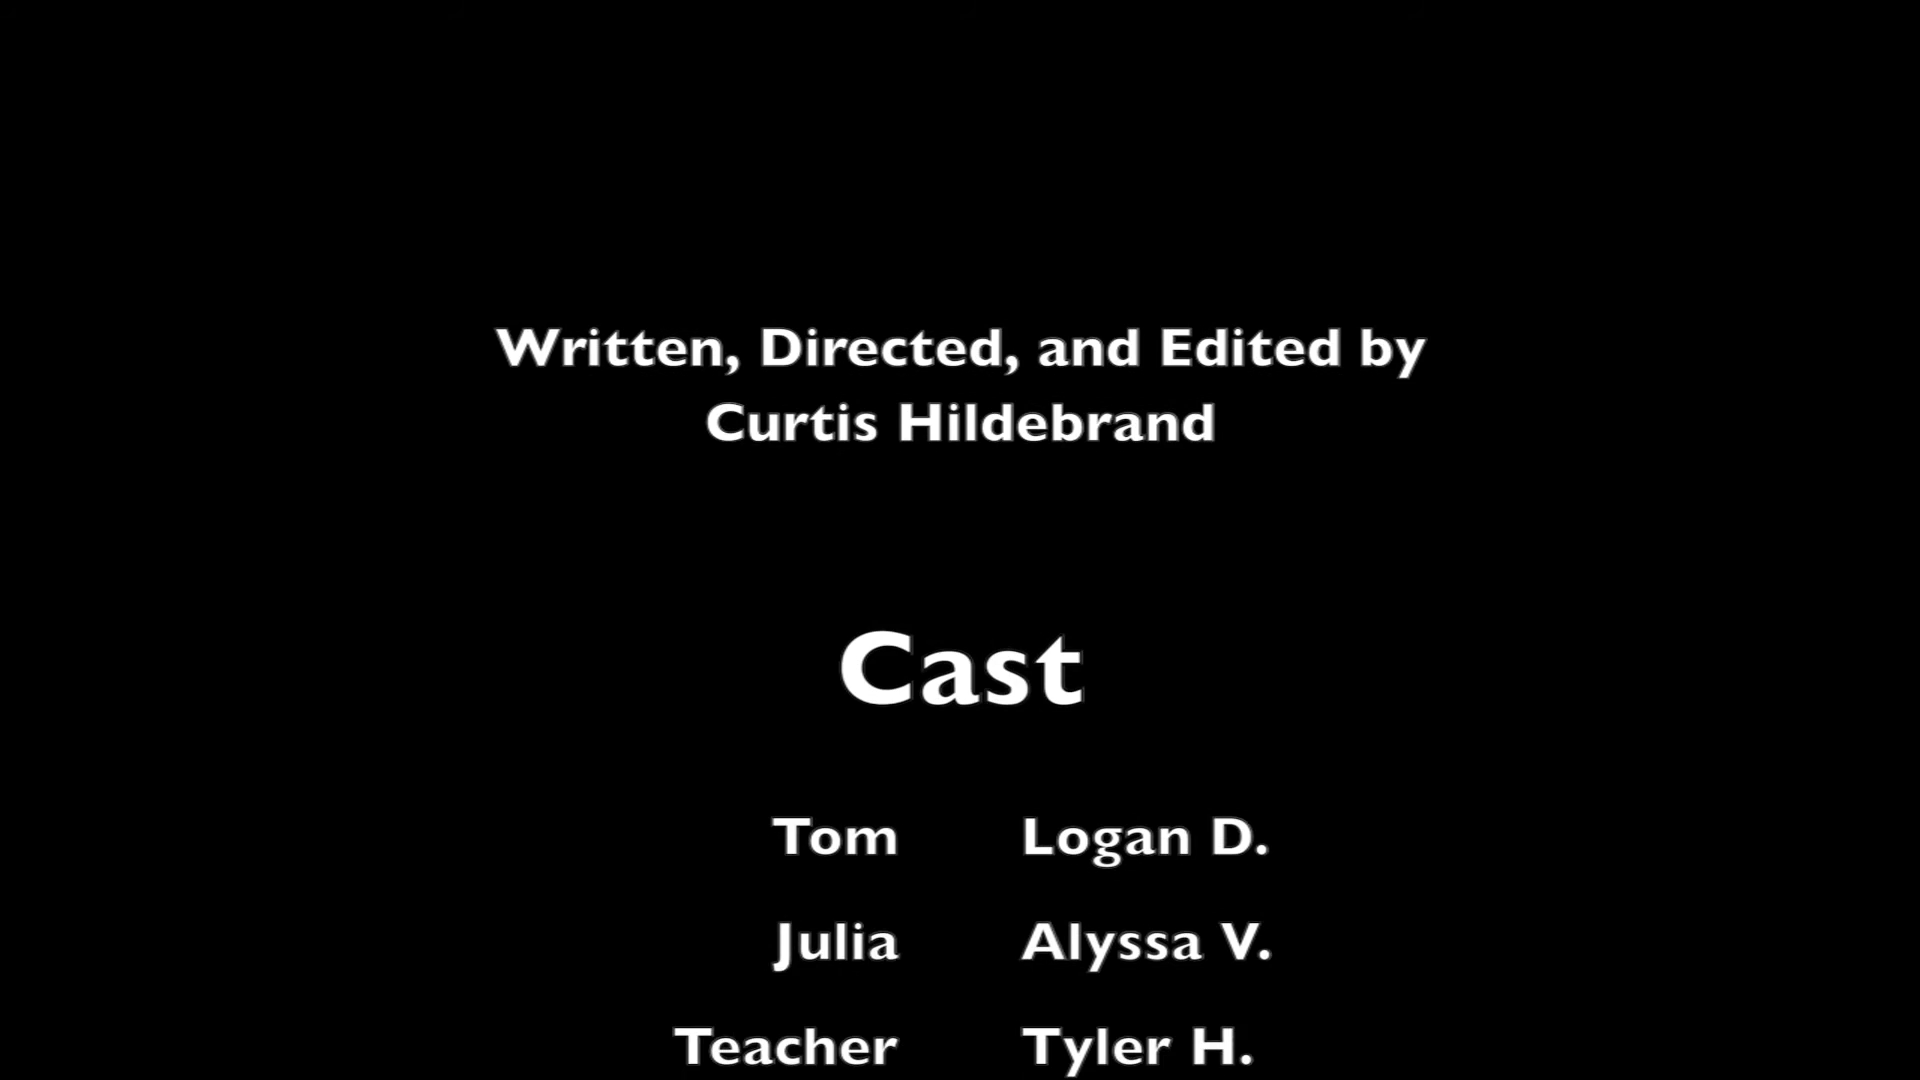 Written, Directed, and Edited by
Curtis Hildebrand
Cast
Tom Logan D.
Julia Alyssa V.
Teacher Tyler H.